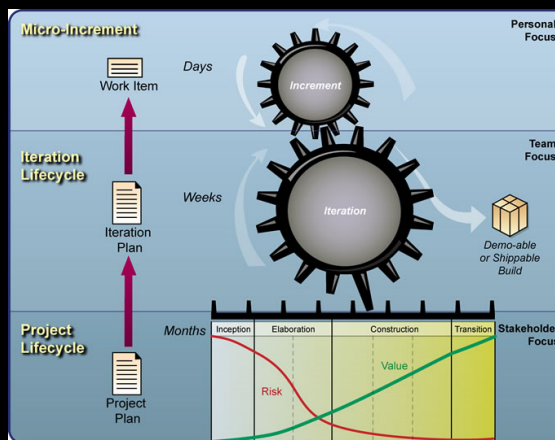 Micro-Increment
Personal
Focus
Days
Work Item
Increment
Iteration
Lifecycle
Team
Focus
Weeks
Iteration
Plan
Iteration
Demo-able
or Shippable
Build
Project
Lifecycle
Months
Inception
Elaboration
Construction
Transition
Stakeholder
Focus
Risk
Value
Project
Plan